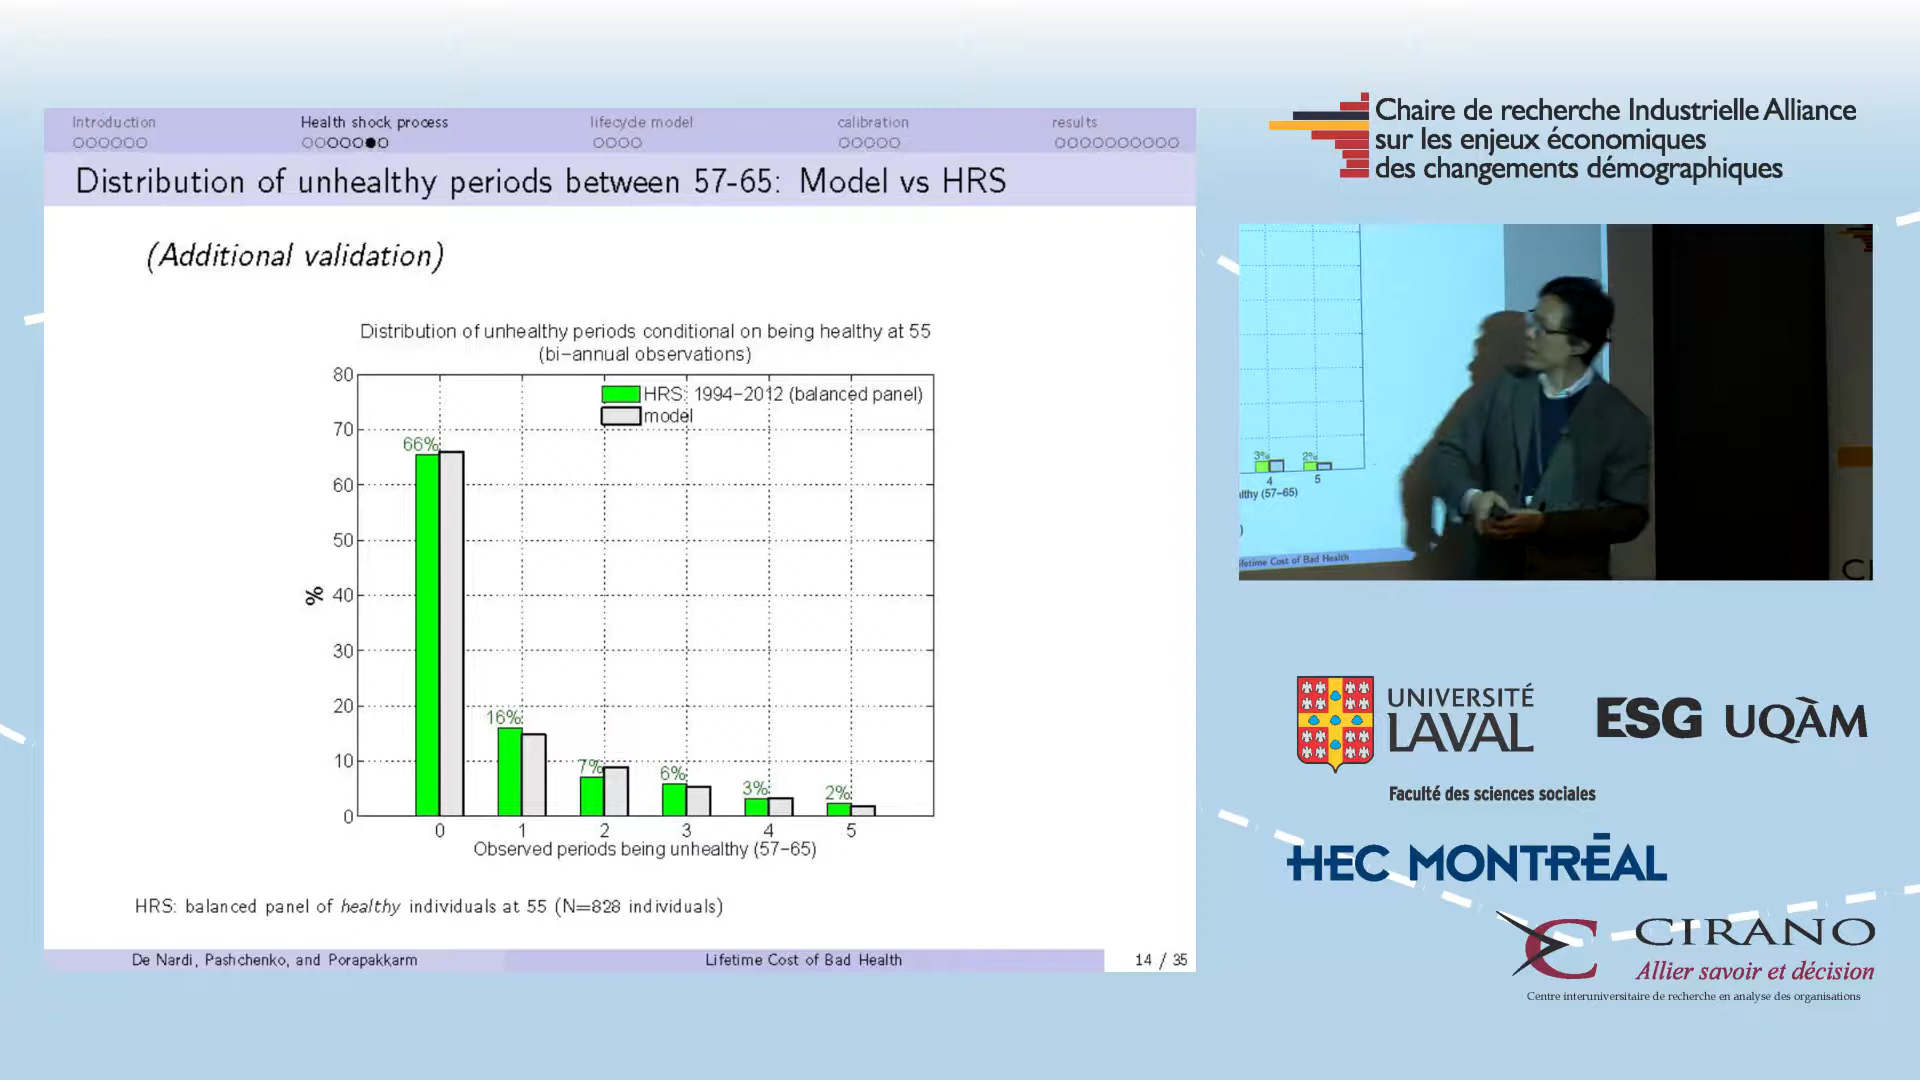 Introduction
Health shock process
lifecycle model
calibration
results
Distribution of unhealthy periods between 57-65: Model vs HRS
(Additional validation)
Distribution of unhealthy periods conditional on being healthy at 55
(bi−annual observations)
HRS: 1994−2012 (balanced panel)
model
80
70
60
50
40
30
20
10
0
%
66%
16%
7%
6%
3%
2%
0
1
2
3
4
5
Observed periods being unhealthy (57−65)
HRS: balanced panel of healthy individuals at 55 (N=828 individuals)
De Nardi, Pashchenko, and Porapakkarm
Lifetime Cost of Bad Health
14 / 35
Chaire de recherche Industrielle Alliance
sur les enjeux économiques
des changements démographiques
3%
2%
4
5
lthy (57−65)
)
ifetime Cost of Bad Health
C
UNIVERSITÉ
LAVAL
Faculté des sciences sociales
ESG UQÀM
HEC MONTRĒAL
CIRANO
Allier savoir et décision
Centre interuniversitaire de recherche en analyse des organisations